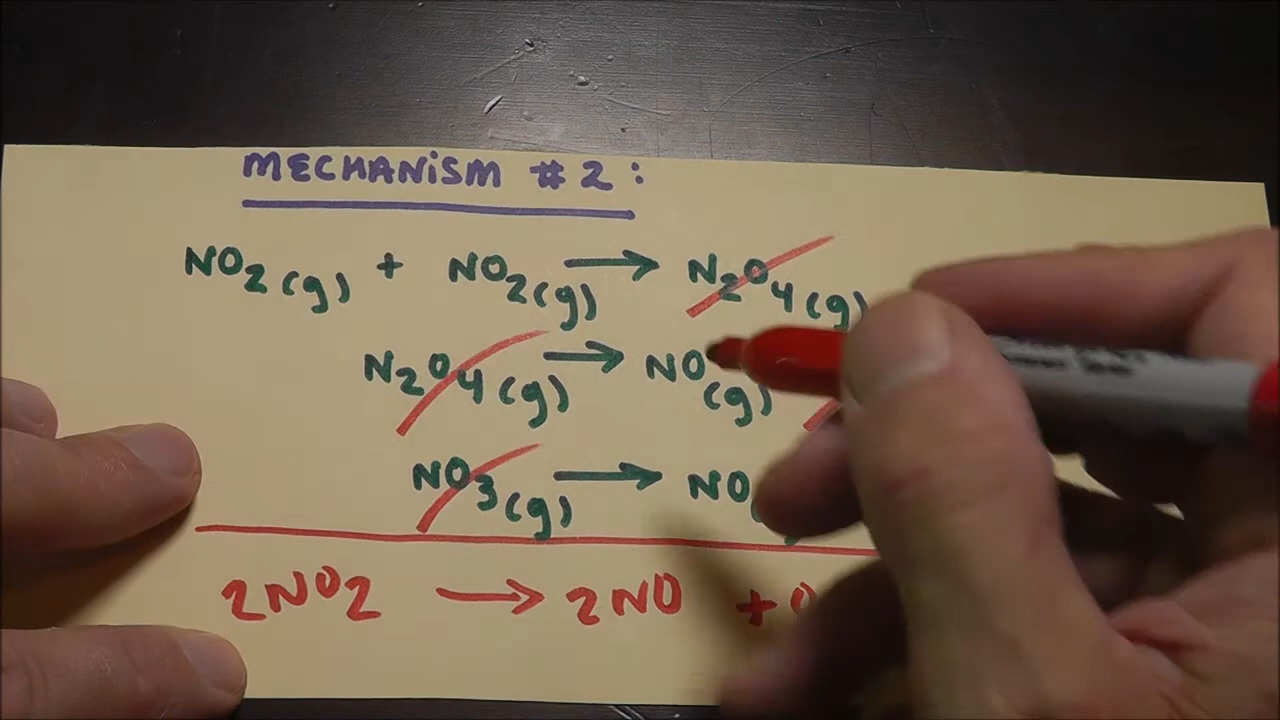 MECHANiSM # 2 :
NO2(g) + NO2(g) → N2O4(g)
N2O4(g) → NO(g)
NO3(g) → NO
2NO2 → 2NO +